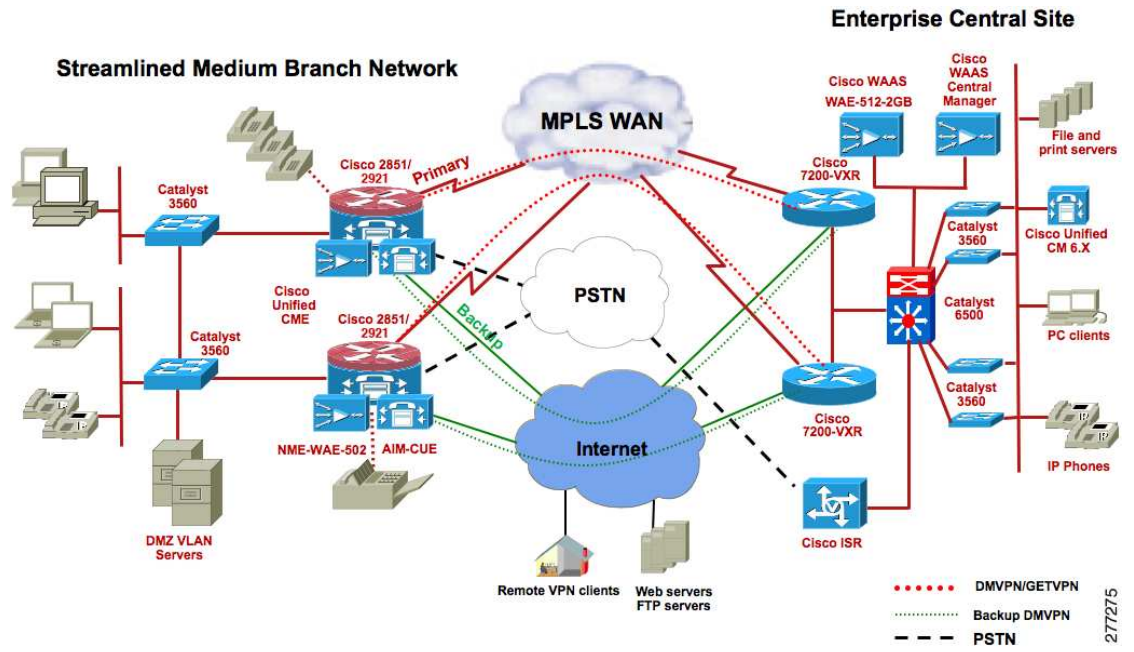 Enterprise Central Site
Streamlined Medium Branch Network
Cisco WAAS
WAE-512-2GB
Cisco
WAAS
Central
Manager
File and
print servers
MPLS WAN
Cisco 2851/
2921
Primary
Cisco
7200-VXR
Catalyst
3560
Catalyst
3560
Cisco Unified
CM 6.X
PSTN
Cisco
Unified
CME
Backup
Catalyst
6500
PC clients
Cisco 2851/
2921
Catalyst
3560
Catalyst
3560
Cisco
7200-VXR
Internet
NME-WAE-502
AIM-CUE
IP Phones
DMZ VLAN
Servers
Cisco ISR
Remote VPN clients
Web servers
FTP servers
DMVPN/GETVPN
Backup DMVPN
PSTN
277275